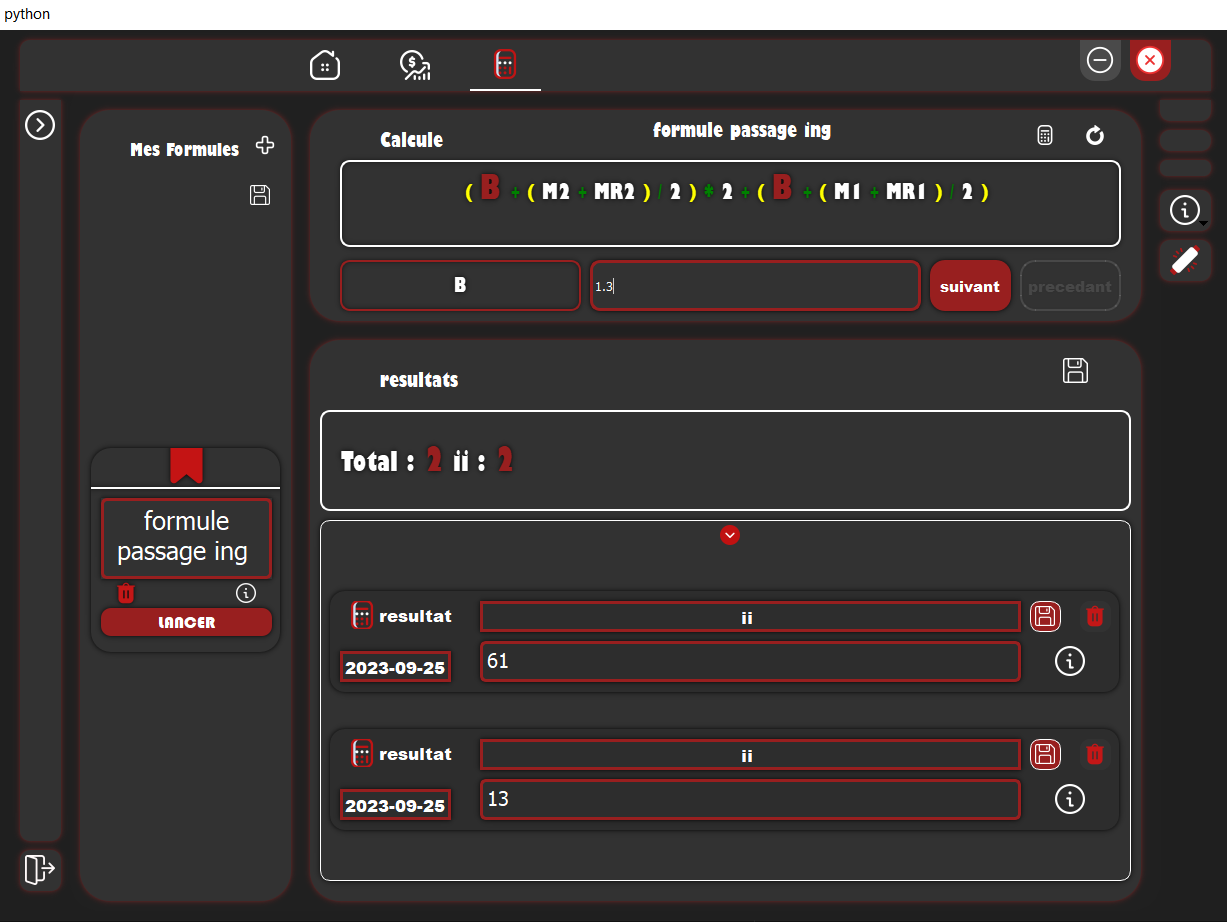 python
Mes Formules
Calcule
formule passage ing
( B + ( M2 + MR2 ) / 2 ) * 2 + ( B + ( M1 + MR1 ) / 2 )
B
1.3
suivant
precedant
resultats
Total : 2 ii : 2
formule
passage ing
LANCER
resultat
ii
2023-09-25
61
resultat
ii
2023-09-25
13